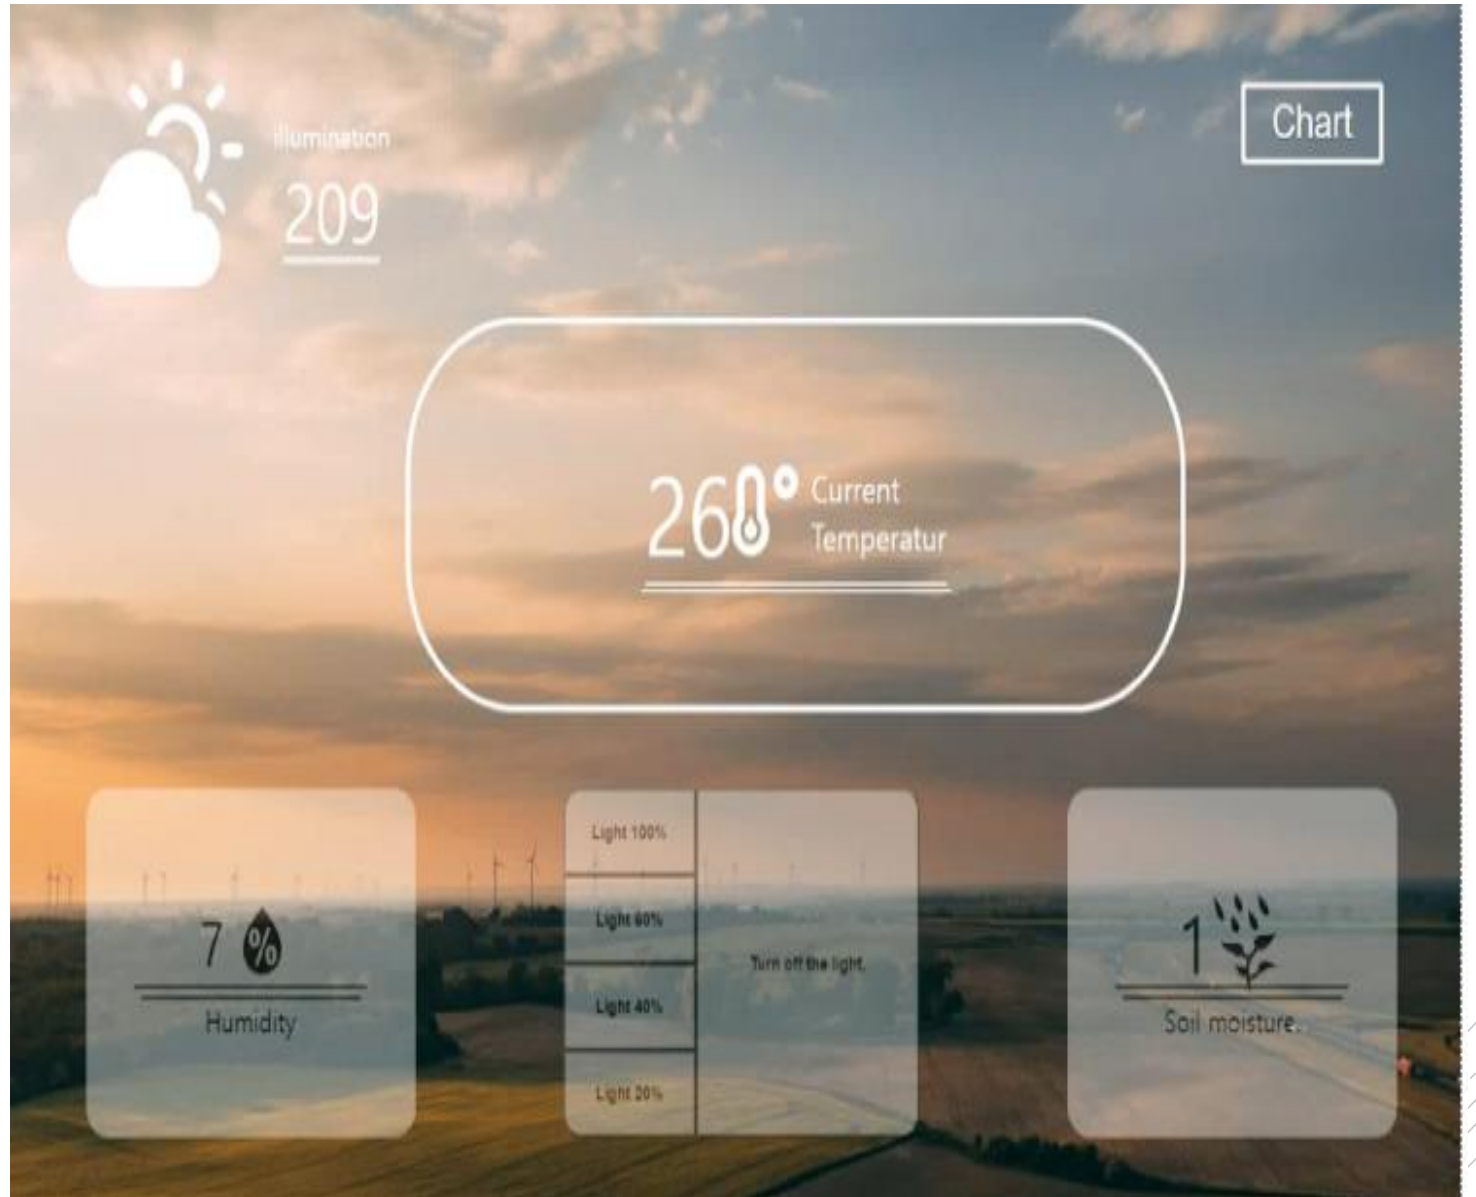 illumination
209
Chart
26° Current
Temperatur
Light 100%
Light 60%
Light 40%
Light 20%
Turn off the light.
7 %
Humidity
1
Soil moisture.